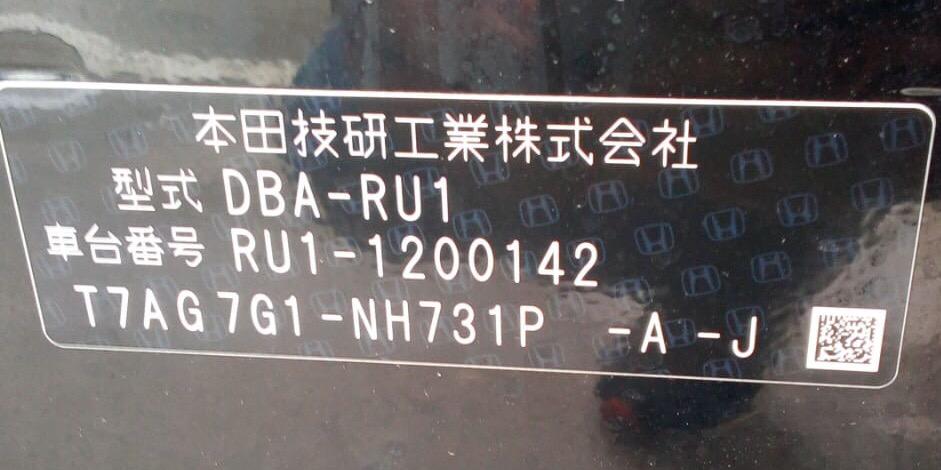 本田技研工業株式会社
型式 DBA-RU1
車台番号 RU1-1200142
T7AG7G1-NH731P -A-J